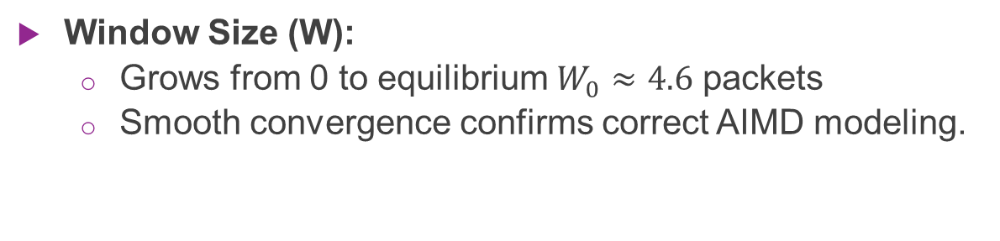 Window Size (W):
Grows from 0 to equilibrium W₀ ≈ 4.6 packets
Smooth convergence confirms correct AIMD modeling.